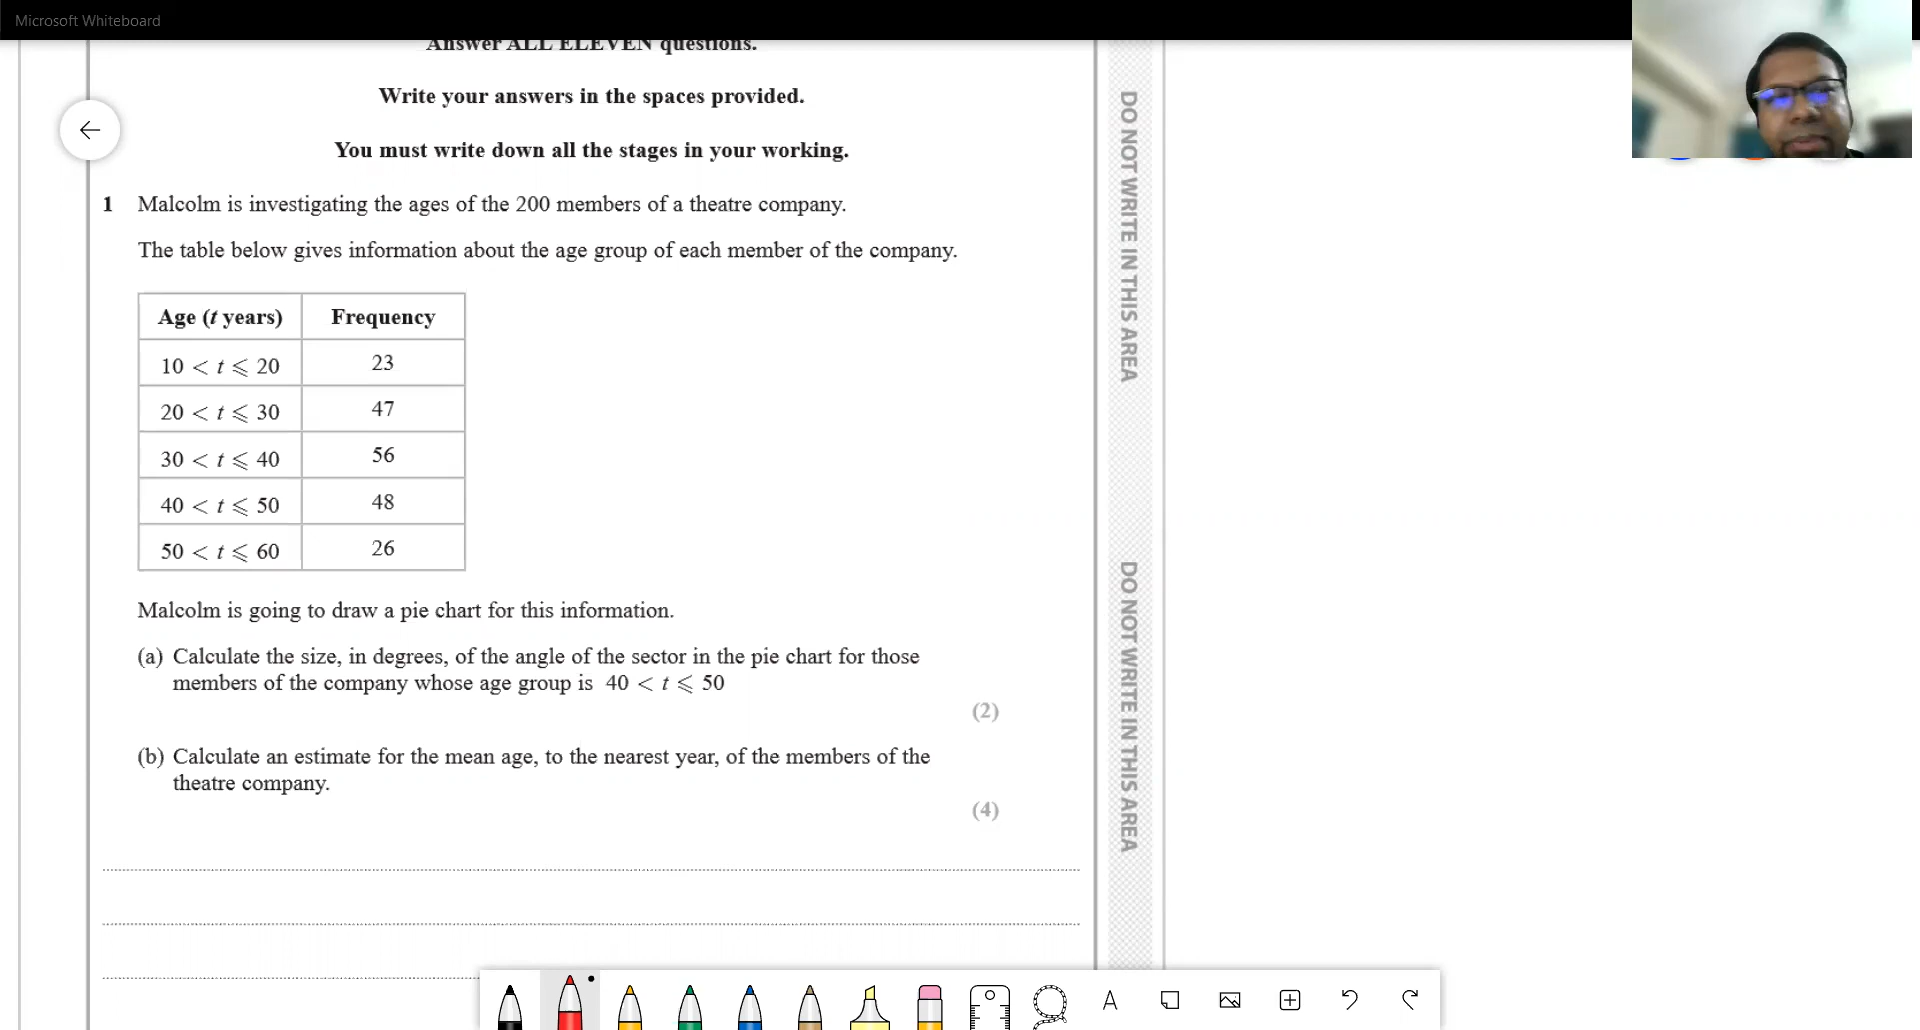 Microsoft Whiteboard
Answer ALL ELEVEN questions.
Write your answers in the spaces provided.
You must write down all the stages in your working.
1 Malcolm is investigating the ages of the 200 members of a theatre company.
The table below gives information about the age group of each member of the company.
Age (t years) Frequency
10 < t ⩽ 20 23
20 < t ⩽ 30 47
30 < t ⩽ 40 56
40 < t ⩽ 50 48
50 < t ⩽ 60 26
Malcolm is going to draw a pie chart for this information.
(a) Calculate the size, in degrees, of the angle of the sector in the pie chart for those
members of the company whose age group is 40 < t ⩽ 50
(2)
(b) Calculate an estimate for the mean age, to the nearest year, of the members of the
theatre company.
(4)
DO NOT WRITE IN THIS AREA
DO NOT WRITE IN THIS AREA
A